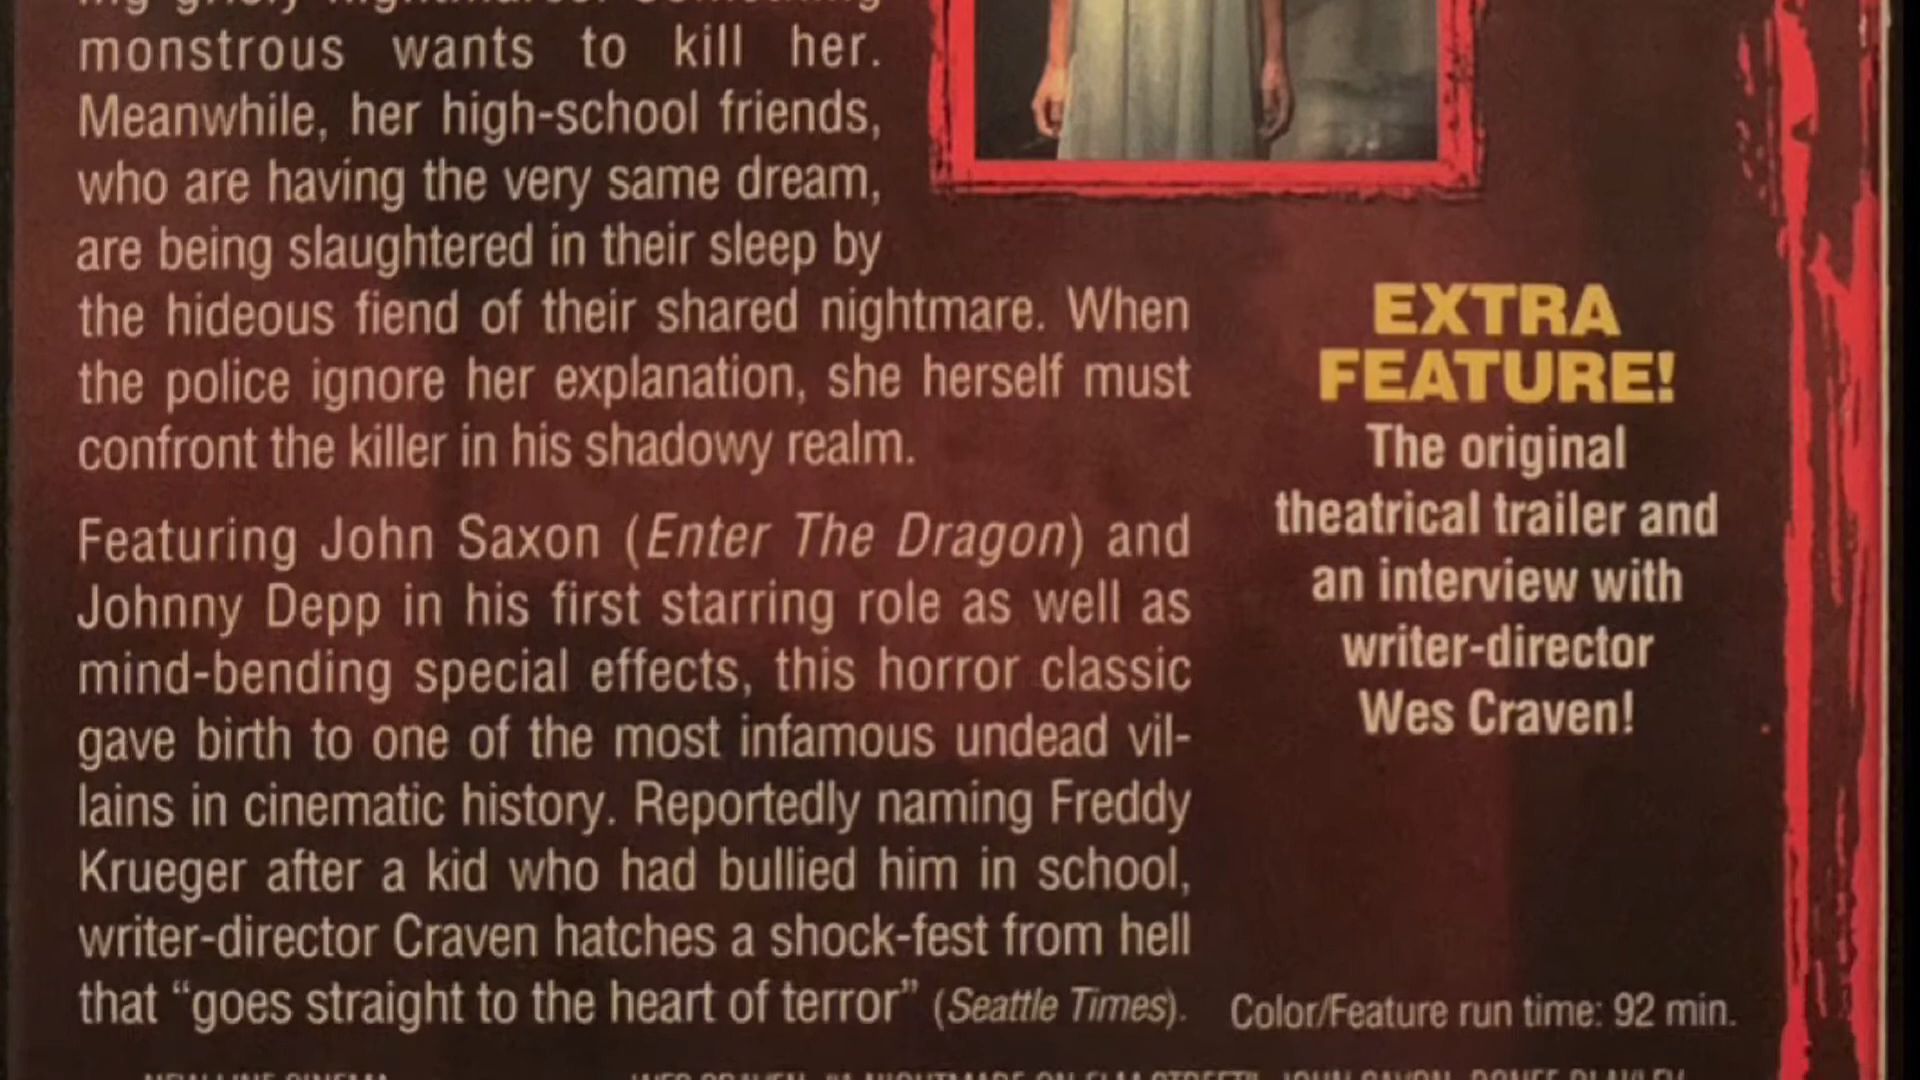 monstrous wants to kill her.
Meanwhile, her high-school friends,
who are having the very same dream,
are being slaughtered in their sleep by
the hideous fiend of their shared nightmare. When
the police ignore her explanation, she herself must
confront the killer in his shadowy realm.
Featuring John Saxon (Enter The Dragon) and
Johnny Depp in his first starring role as well as
mind-bending special effects, this horror classic
gave birth to one of the most infamous undead vil-
lains in cinematic history. Reportedly naming Freddy
Krueger after a kid who had bullied him in school,
writer-director Craven hatches a shock-fest from hell
that “goes straight to the heart of terror” (Seattle Times).
EXTRA
FEATURE!
The original
theatrical trailer and
an interview with
writer-director
Wes Craven!
Color/Feature run time: 92 min.